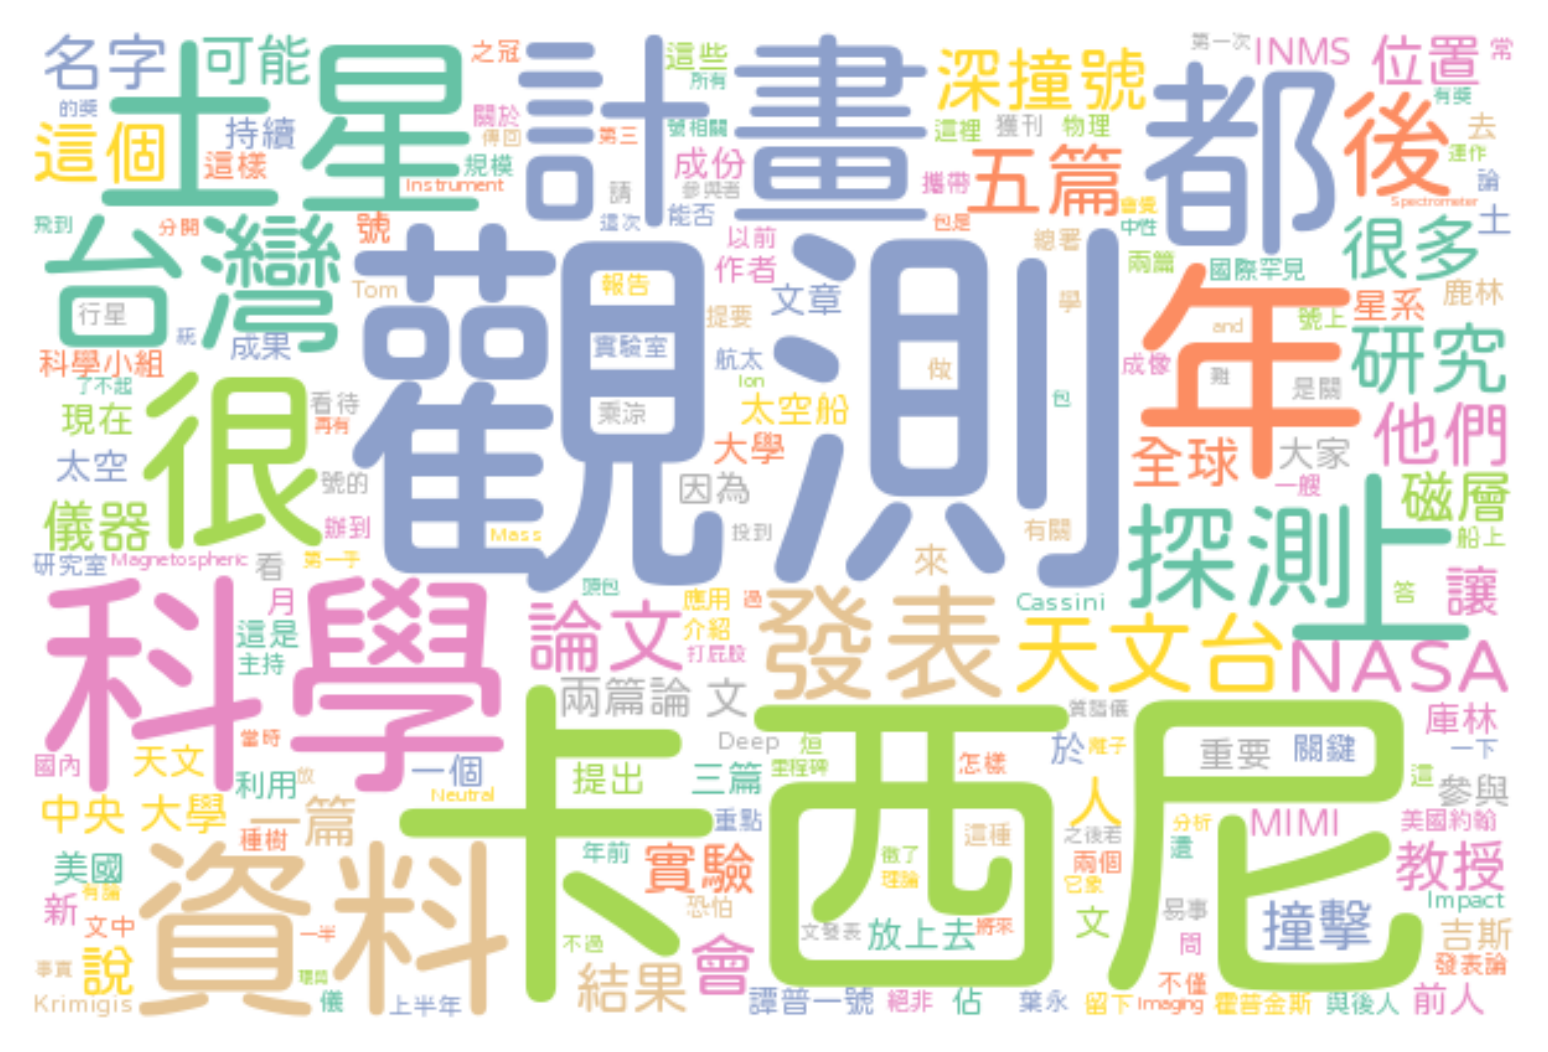 名字
土星
可能
之冠
計畫
這些
所有
深撞號
第一次
INMS
位置
常
的獎
持續
這個
這樣
關於
傳回
第三
號相關
規模
Instrument
成份
請
參與者
這次
能否
這裡
獲刊
物理
五篇
攜帶
包是
都
後
有獎
去
運作
論
Spectrometer
會變
中性
很多
土
飛到
分開
號
台灣
行星
統
成果
科學小組
了不起
Tom
觀測
報告
實驗室
乘涼
以前
作者
文章
提要
航太
Ion
太空船
大學
總署
學
做
包
兩篇
國際罕見
年
and
號上
星系
鹿林
成像
難
是關
研究
現在
很
看待
再有
太空
號的
儀器
辦到
研究室
Magnetospheric
看
第一手
Mass
因為
投到
來
有關
全球
大家
一艘
他們
磁層
探測
上
船上
答
讓
科學
月
這是
主持
頭包
論文
應用
過
介紹
打屁股
發表
Cassini
天文台
NASA
兩篇論
文
當時
國內
天文
利用
放
一個
Neutral
卡西尼
Deep
里程碑
提出
三篇
怎樣
於
離子
質譜儀
重要
關鍵
庫林
一下
這
參與
中央
大學
一篇
種樹
重點
年前
實驗
恐怕
這種
徵了
理論
人
之後若
兩個
它象
分析
還
MIMI
美國約翰
教授
Impact
美國
有論
新
文中
資料
一半
說
事實
Krimigis
儀
上半年
不過
結果
會
文發表
放上去
將來
文
易事
問
撞擊
吉斯
發表論
譚普一號
絕非
佔
葉永
留下
不僅
Imaging
霍普金斯
與後人
前人